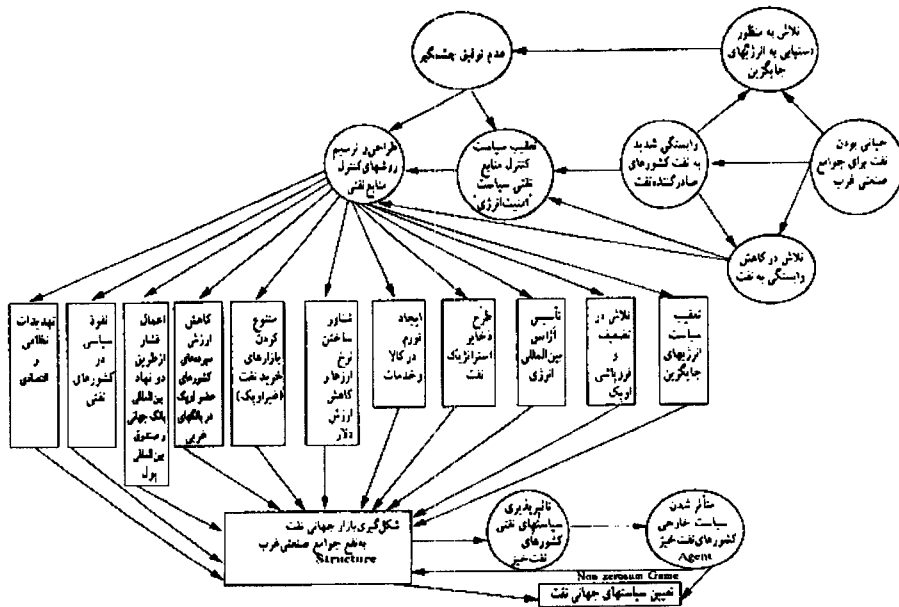 تلاش به منظور
دستیابی به انرژیهای
جایگزین
عدم توفیق چشمگیر
حیاتی بودن
نفت برای جوامع
صنعتی غرب
وابستگی شدید
به نفت کشورهای
صادرکننده نفت
تعقیب سیاست
کنترل منابع
نفتی سیاست
"امنیت انرژی"
طراحی و ترسیم
روشهای کنترل
منابع نفتی
تلاش در کاهش
وابستگی به نفت
تعقیب
سیاست
انرژیهای
جایگزین
تلاش در
تضعیف
و
فروپاشی
اوپک
تأسیس
آژانس
بین‌المللی
انرژی
طرح
ذخایر
استراتژیک
نفت
ایجاد
تورم
در کالا
و خدمات
شناور
ساختن
نرخ
ارزها و
کاهش
ارزش
دلار
متنوع
کردن
بازارهای
خرید نفت
(غیراوپک)
کاهش
ارزش
سپرده‌های
کشورهای
عضو اوپک
در بانکهای
غربی
اعمال
فشار
از طریق
دو نهاد
بین‌المللی
بانک جهانی
و صندوق
بین‌المللی
پول
نفوذ
سیاسی
در
کشورهای
نفتی
تهدیدات
نظامی
و
اقتصادی
شکل‌گیری بازار جهانی نفت
به نفع جوامع صنعتی غرب
Structure
تاثیرپذیری
سیاستهای نفتی
کشورهای
نفت خیز
متأثر شدن
سیاست خارجی
کشورهای نفت خیز
Agent
Non zerosum Game
تعیین سیاستهای جهانی نفت